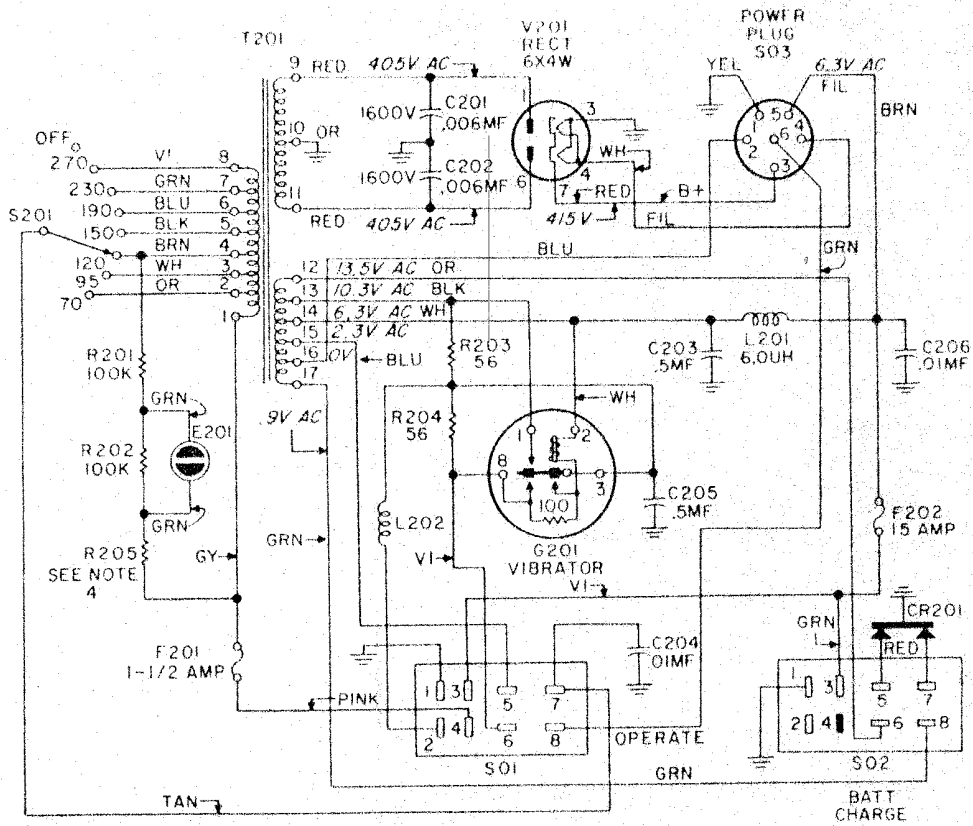 T201
V201
RECT
6X4W
POWER
PLUG
S03
9 RED 405V AC
YEL
6.3V AC
FIL
BRN
1600V
C201
.006MF
10 OR
1600V
C202
.006MF
11
RED
405V AC
1
3
6
4
7
WH
RED
415V
B+
FIL
BLU
GRN
1
5
4
2
6
3
OFF
270
VI
8
230
GRN
7
190
BLU
6
S201
150
BLK
5
BRN
4
120
WH
3
95
OR
2
70
1
12 13.5V AC OR
13 10.3V AC BLK
14 6.3V AC WH
15 2.3V AC
16 .0V
BLU
17
.9V AC
R203
56
R204
56
C203
.5MF
L201
6.0UH
C206
.01MF
R201
100K
GRN
E201
R202
100K
GRN
R205
SEE NOTE
4
GY
L202
GRN
VI
WH
1
2
8
3
100
C205
.5MF
G201
VIBRATOR
VI
F202
15 AMP
F201
1-1/2 AMP
PINK
C204
.01MF
GRN
CR201
RED
1
3
5
7
2
4
6
8
OPERATE
S01
1
3
5
7
2
4
6
8
S02
GRN
TAN
BATT
CHARGE